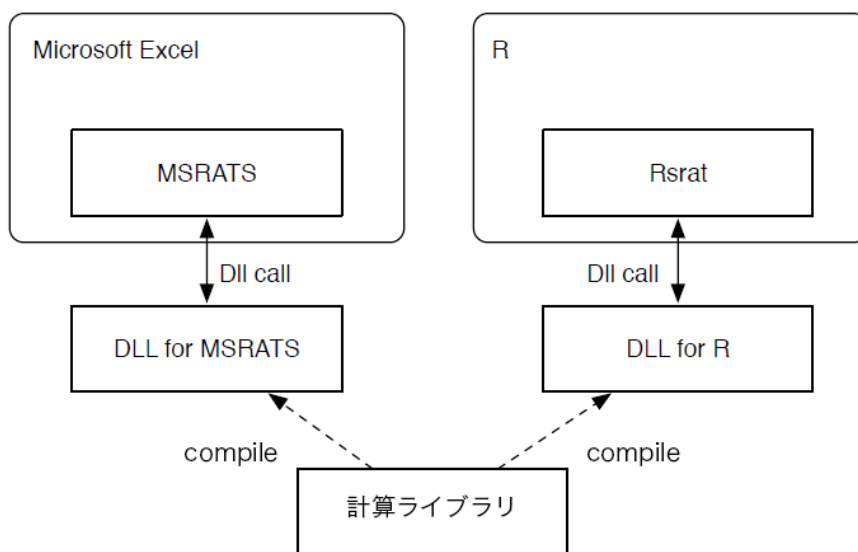 Microsoft Excel
R
MSRATS
Rsrat
Dll call
Dll call
DLL for MSRATS
DLL for R
compile
compile
計算ライブラリ